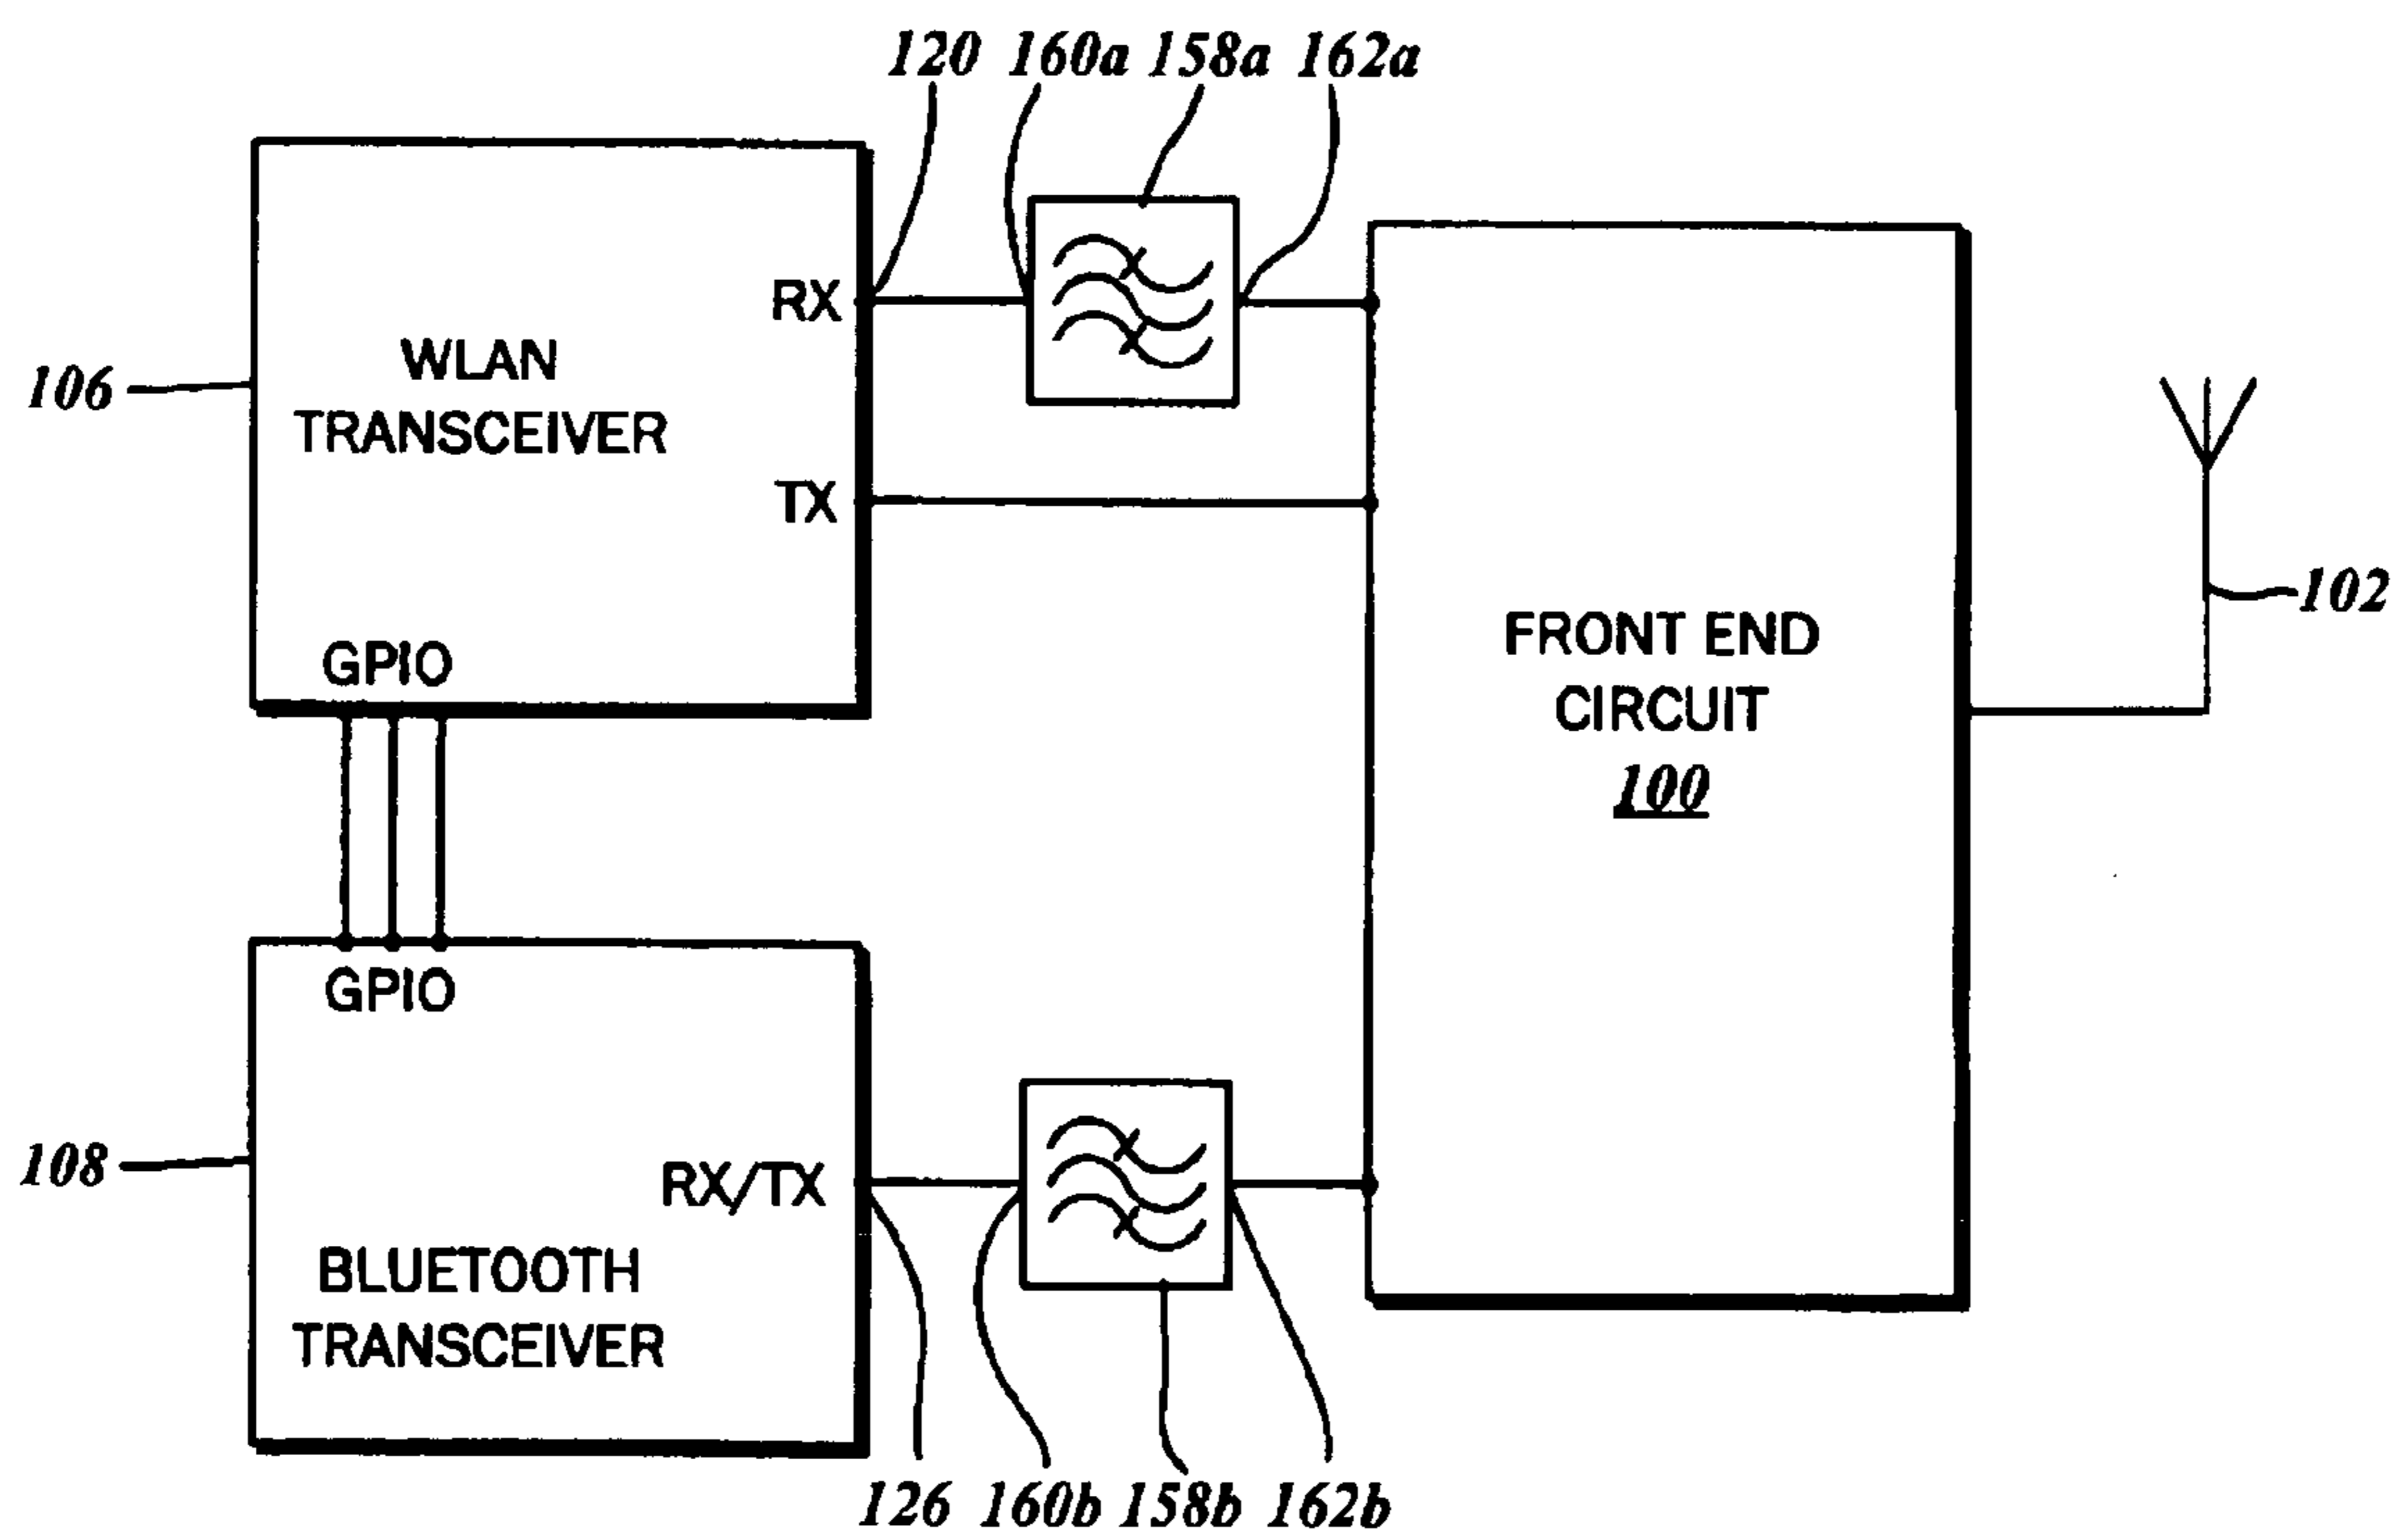 120 160a 158a 162a
RX
WLAN
TRANSCEIVER
106
TX
GPIO
102
FRONT END
CIRCUIT
100
GPIO
108
RX/TX
BLUETOOTH
TRANSCEIVER
126 160b 158b 162b